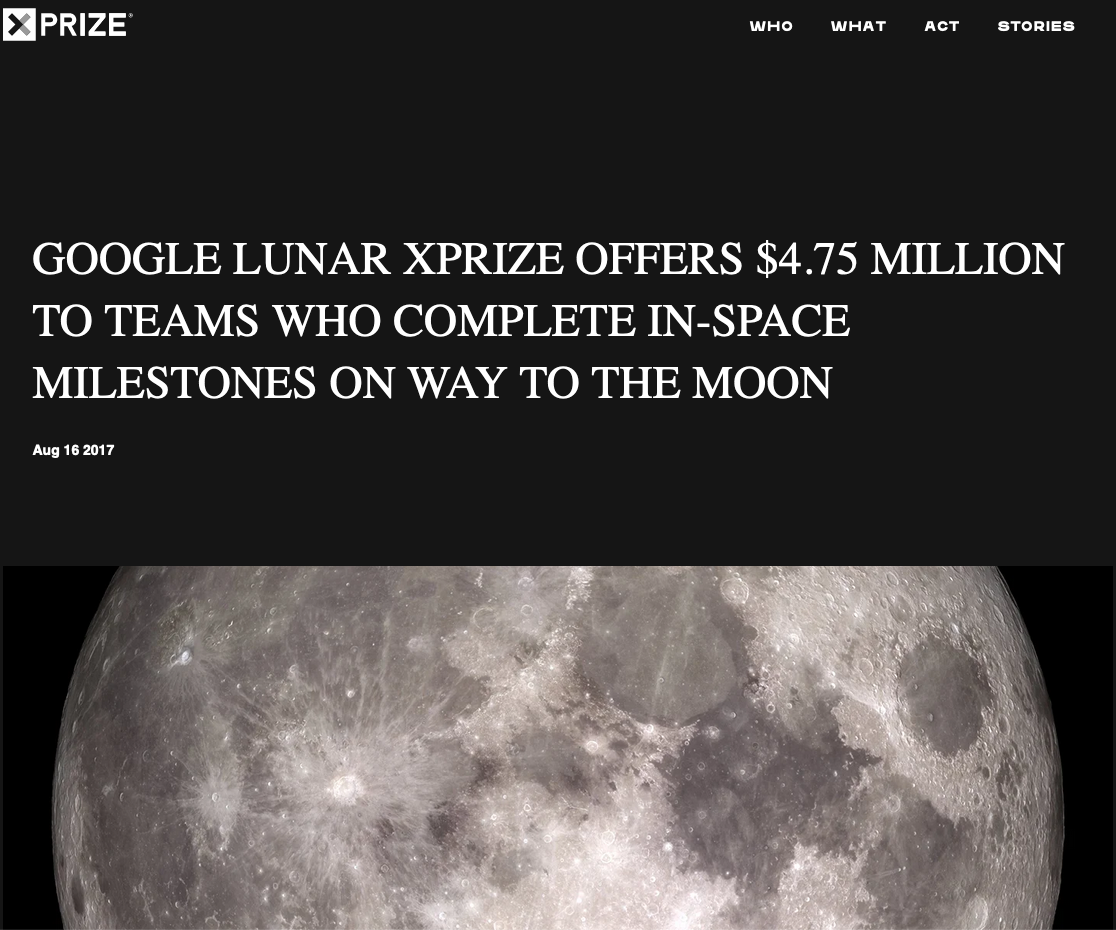 XPRIZE®
WHO WHAT ACT STORIES
GOOGLE LUNAR XPRIZE OFFERS $4.75 MILLION
TO TEAMS WHO COMPLETE IN-SPACE
MILESTONES ON WAY TO THE MOON
Aug 16 2017